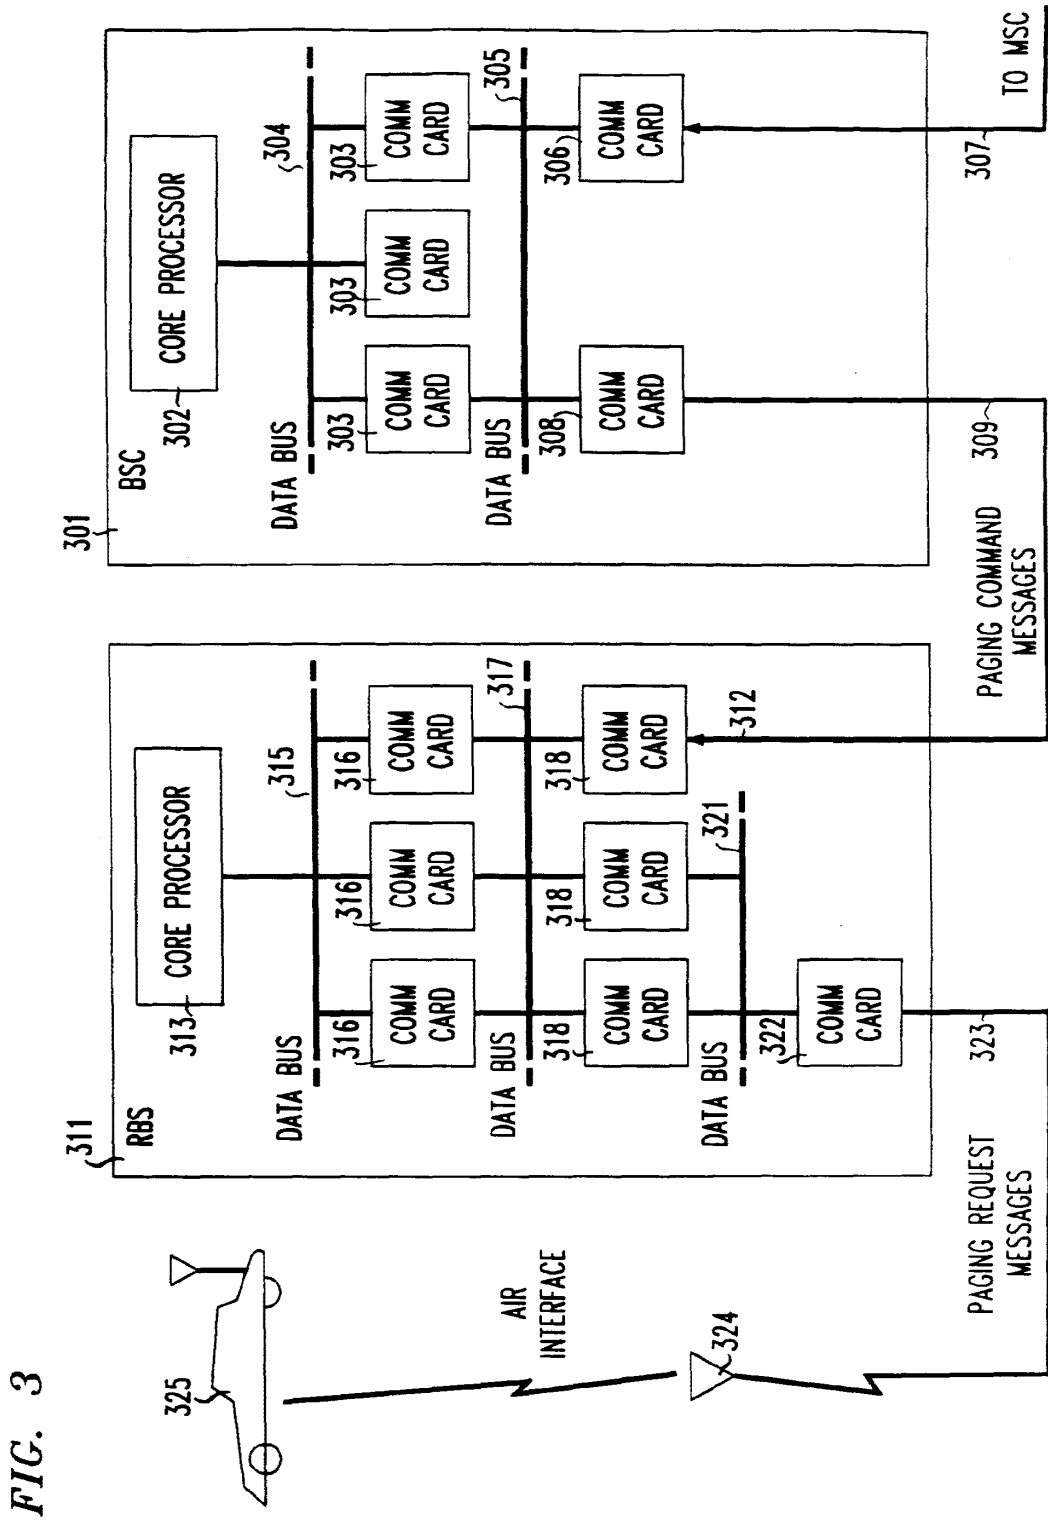 FIG. 3
325
AIR
INTERFACE
324
311
RBS
CORE PROCESSOR
313
DATA BUS
315
316
COMM
CARD
316
COMM
CARD
316
COMM
CARD
DATA BUS
317
318
COMM
CARD
318
COMM
CARD
318
COMM
CARD
312
DATA BUS
321
322
COMM
CARD
323
PAGING REQUEST
MESSAGES
301
BSC
CORE PROCESSOR
302
DATA BUS
304
303
COMM
CARD
303
COMM
CARD
303
COMM
CARD
DATA BUS
305
308
COMM
CARD
306
COMM
CARD
309
307
PAGING COMMAND
MESSAGES
TO MSC